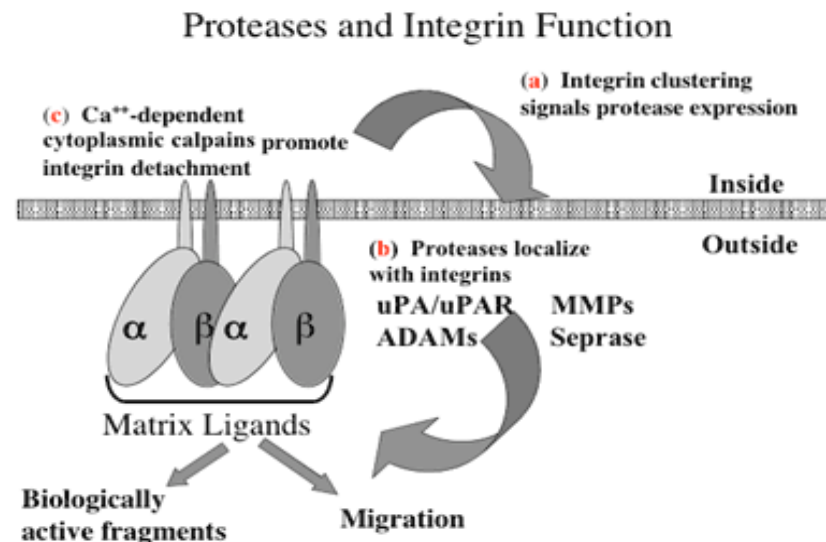 Proteases and Integrin Function
(a) Integrin clustering
signals protease expression
(c) Ca⁺⁺-dependent
cytoplasmic calpains promote
integrin detachment
Inside
Outside
(b) Proteases localize
with integrins
uPA/uPAR MMPs
ADAMs Seprase
α β α β
Matrix Ligands
Biologically
active fragments
Migration